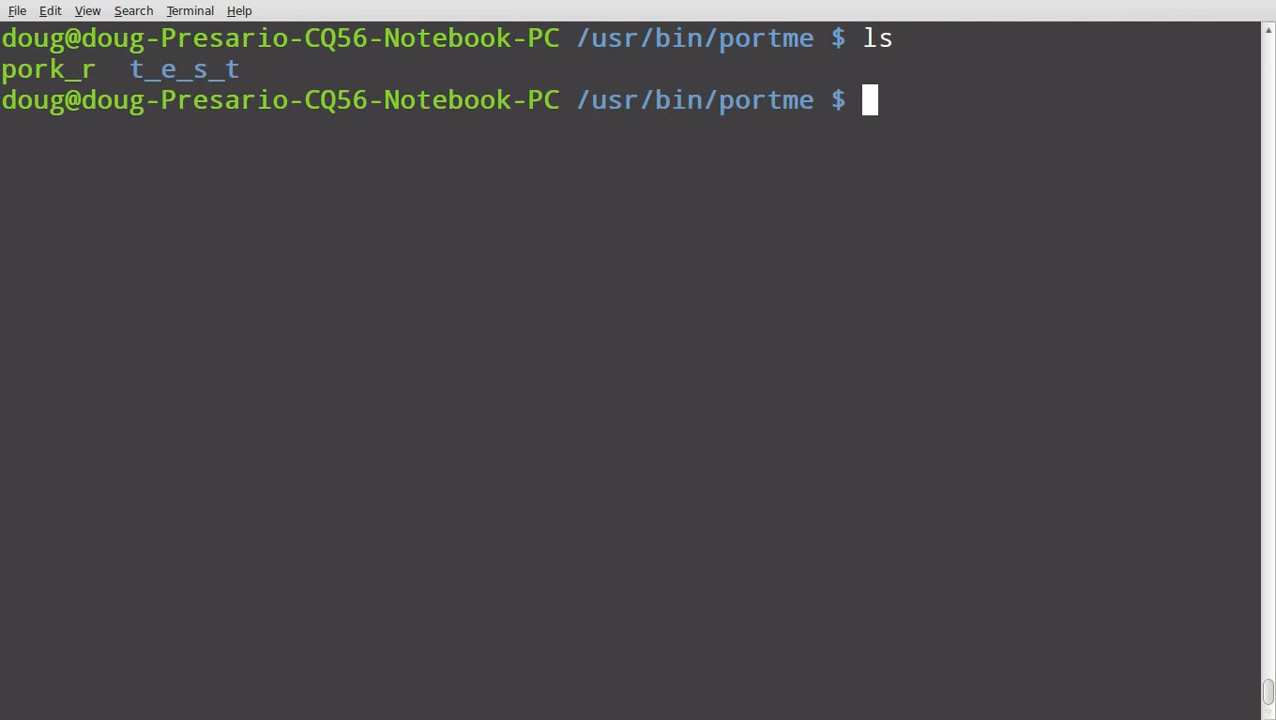 File Edit View Search Terminal Help
doug@doug-Presario-CQ56-Notebook-PC /usr/bin/portme $ ls
pork_r  t_e_s_t
doug@doug-Presario-CQ56-Notebook-PC /usr/bin/portme $